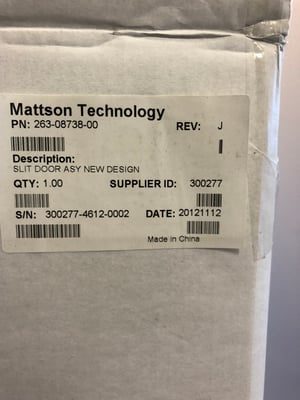 Mattson Technology
PN: 263-08738-00 REV: J
Description:
SLIT DOOR ASY NEW DESIGN
QTY: 1.00 SUPPLIER ID: 300277
S/N: 300277-4612-0002 DATE: 20121112
Made in China